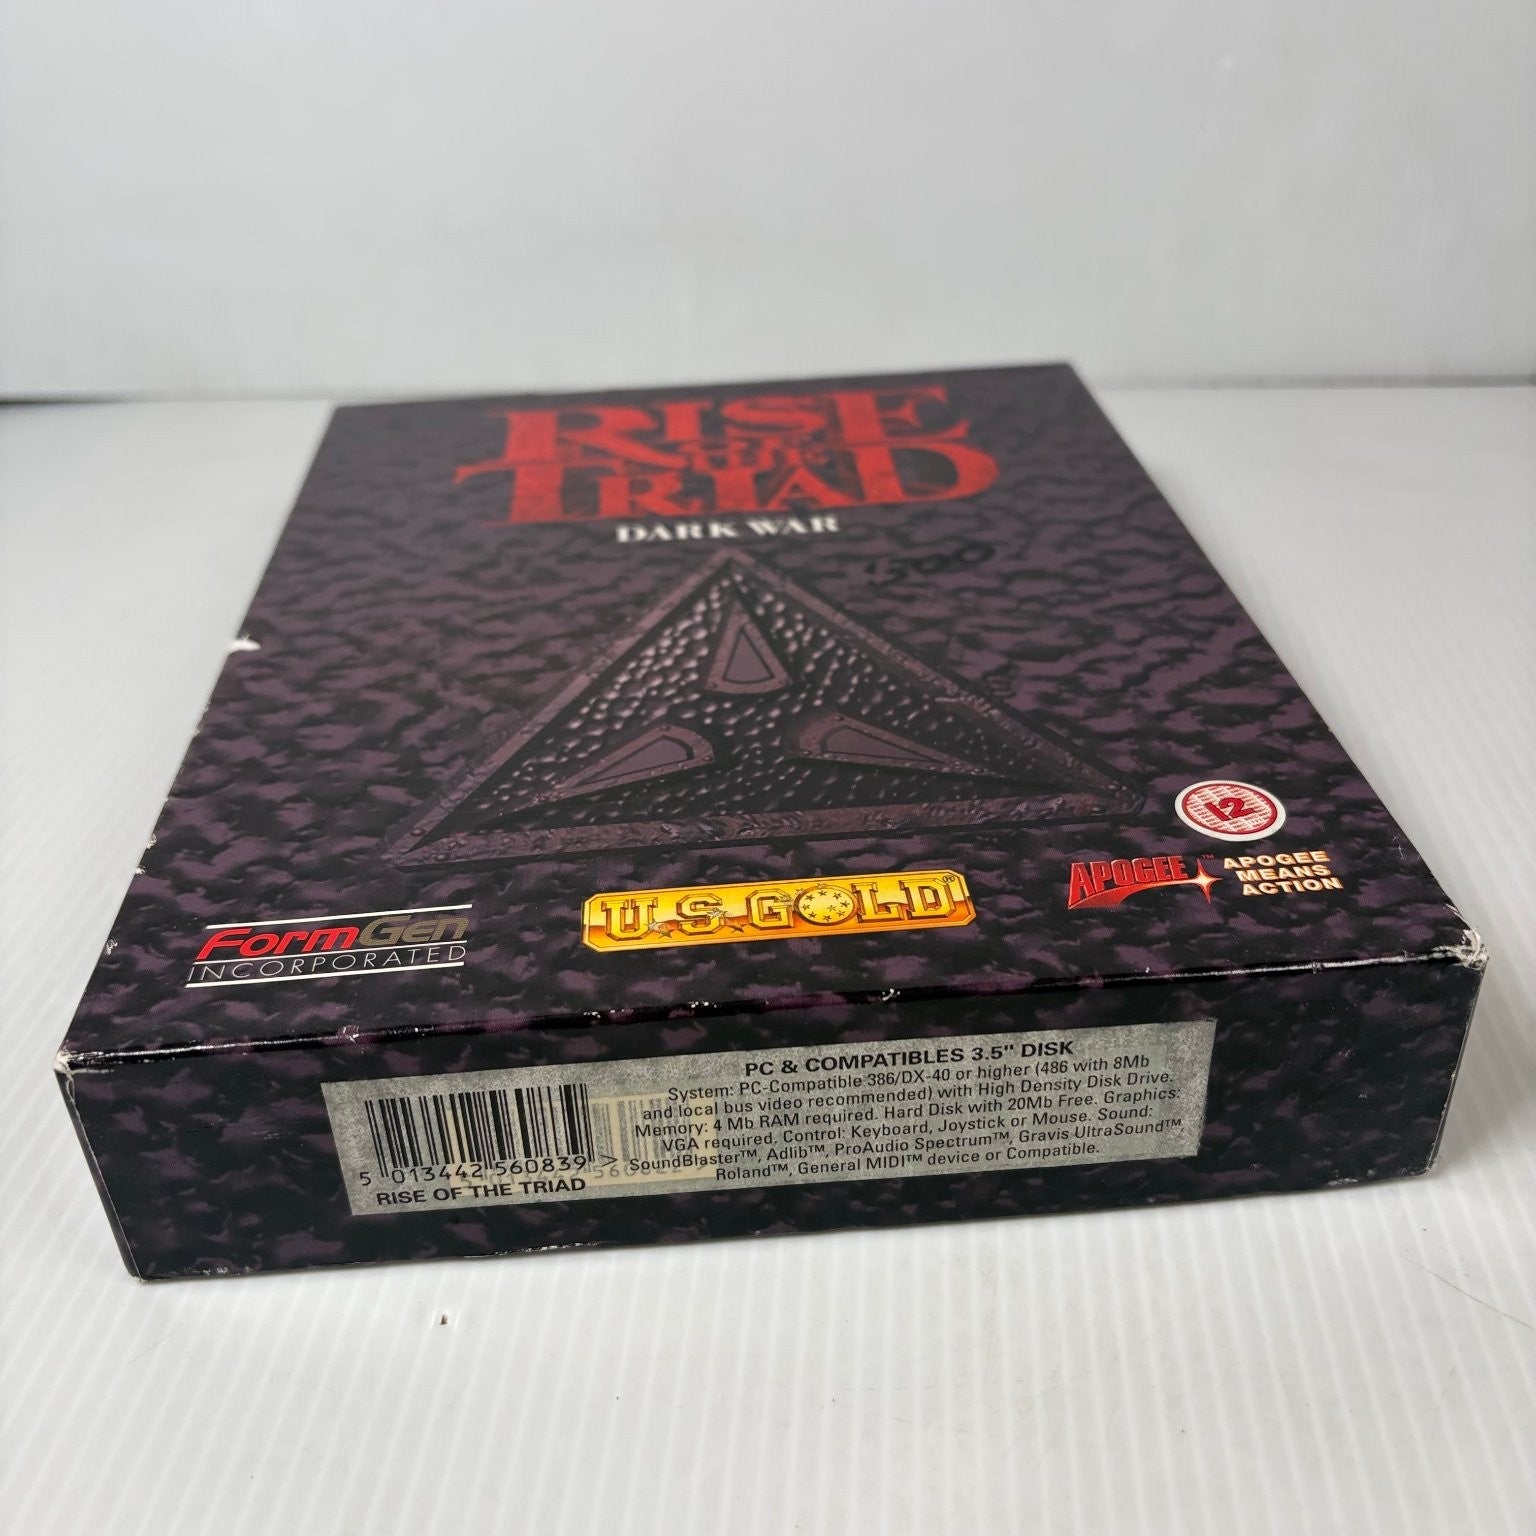 RISE
OF THE
TRIAD
DARK WAR
500
12
APOGEE™
APOGEE
MEANS
ACTION
U.S.GOLD®
FormGen
INCORPORATED
PC & COMPATIBLES 3.5" DISK
System: PC-Compatible 386/DX-40 or higher (486 with 8Mb
and local bus video recommended) with High Density Disk Drive.
Memory: 4 Mb RAM required. Hard Disk with 20Mb Free. Graphics:
VGA required. Control: Keyboard, Joystick or Mouse. Sound:
SoundBlaster™, Adlib™, ProAudio Spectrum™, Gravis UltraSound™
Roland™, General MIDI™ device or Compatible.
5 013442 560839 >
RISE OF THE TRIAD